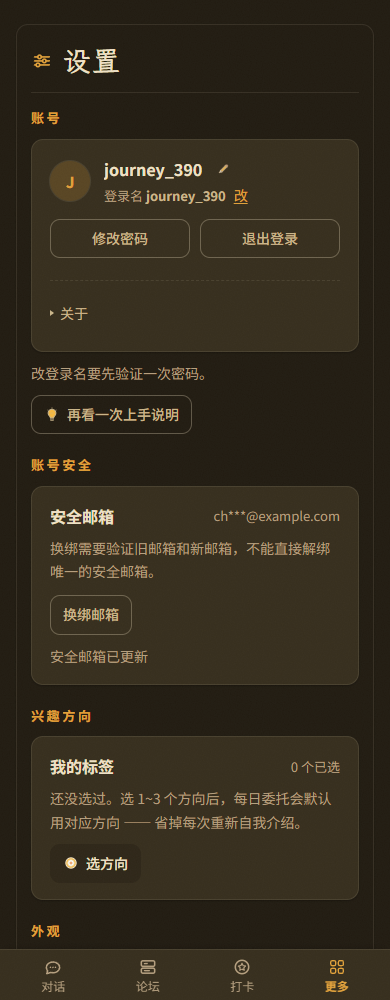 设置
账号
J
journey_390
登录名 journey_390 改
修改密码
退出登录
关于
改登录名要先验证一次密码。
再看一次上手说明
账号安全
安全邮箱
ch***@example.com
换绑需要验证旧邮箱和新邮箱，不能直接解绑
唯一的安全邮箱。
换绑邮箱
安全邮箱已更新
兴趣方向
我的标签
0 个已选
还没选过。选 1~3 个方向后，每日委托会默认
用对应方向 —— 省掉每次重新自我介绍。
选方向
外观
对话
论坛
打卡
更多